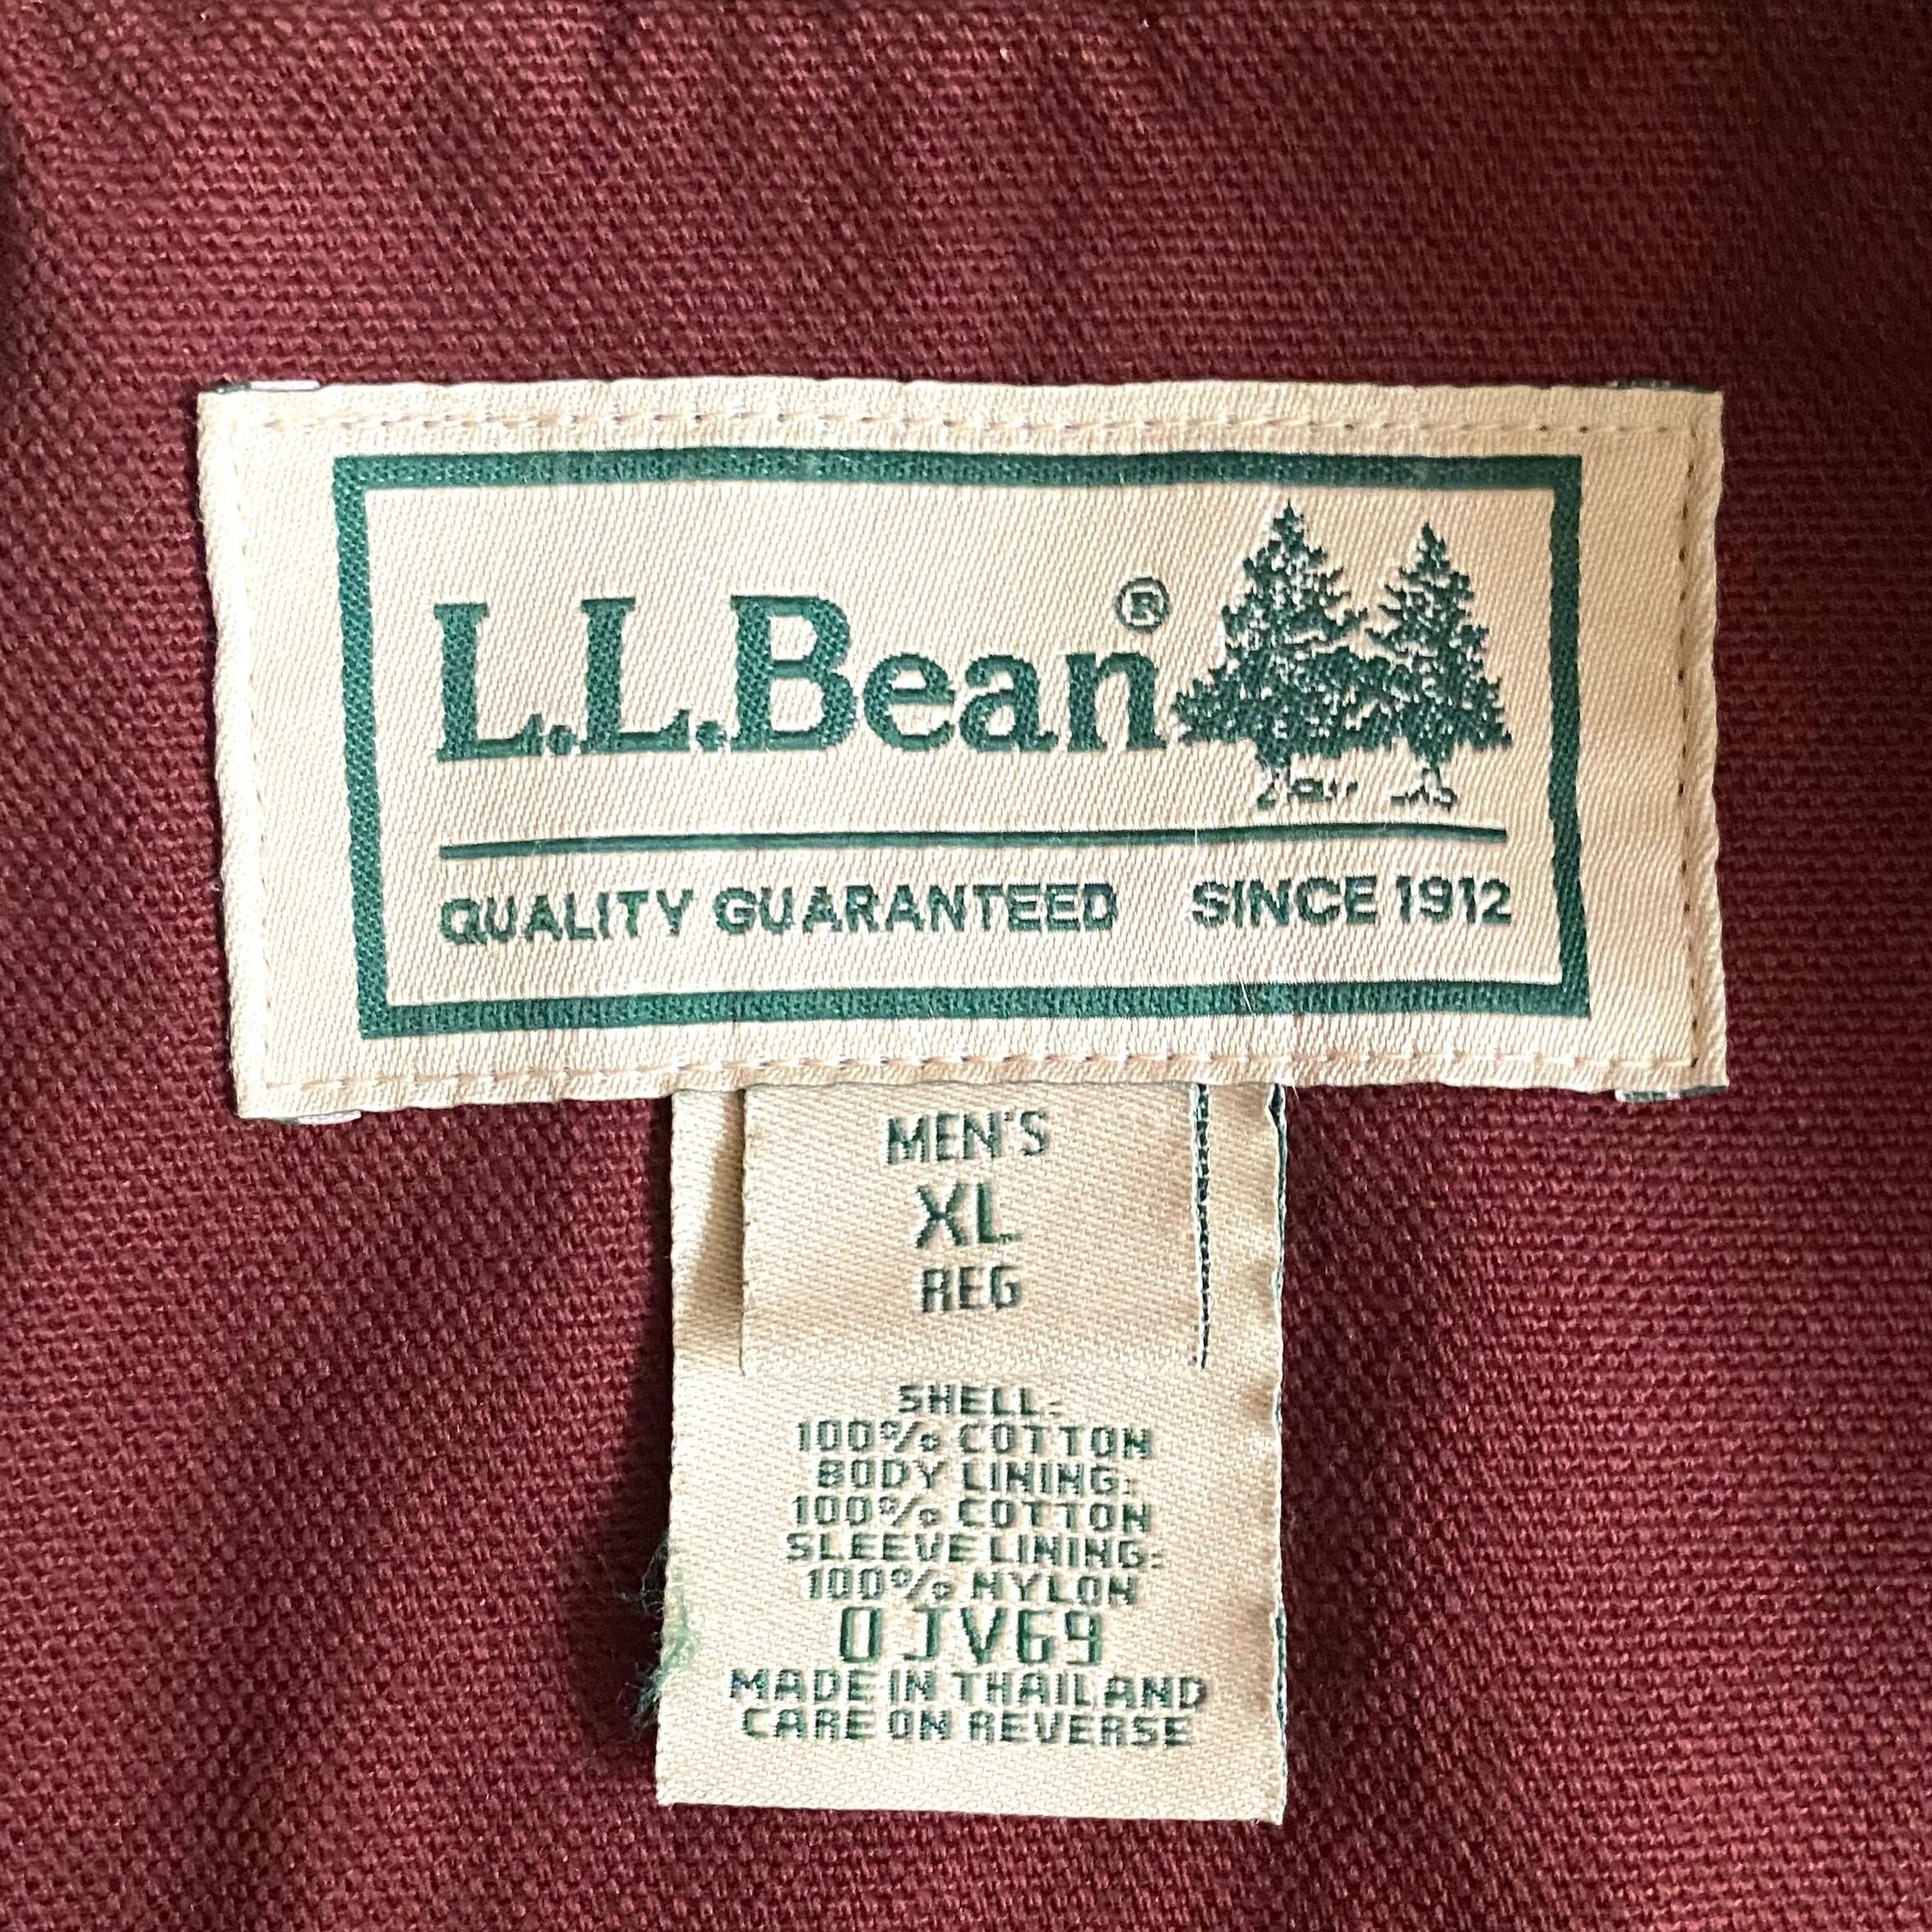 L.L.Bean®
QUALITY GUARANTEED SINCE 1912
MEN'S
XL
REG
SHELL:
100% COTTON
BODY LINING:
100% COTTON
SLEEVE LINING:
100% NYLON
0JV69
MADE IN THAILAND
CARE ON REVERSE